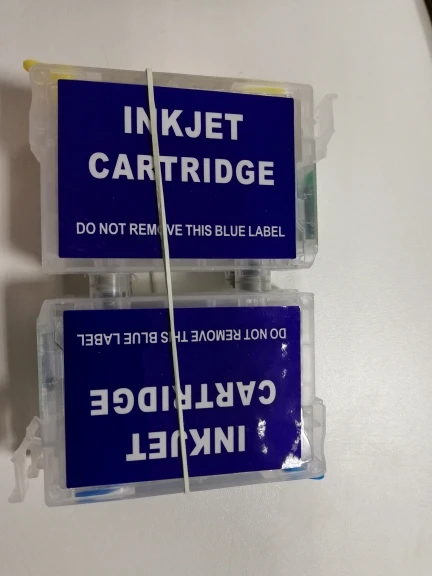 INKJET
CARTRIDGE
DO NOT REMOVE THIS BLUE LABEL
INKJET
CARTRIDGE
DO NOT REMOVE THIS BLUE LABEL